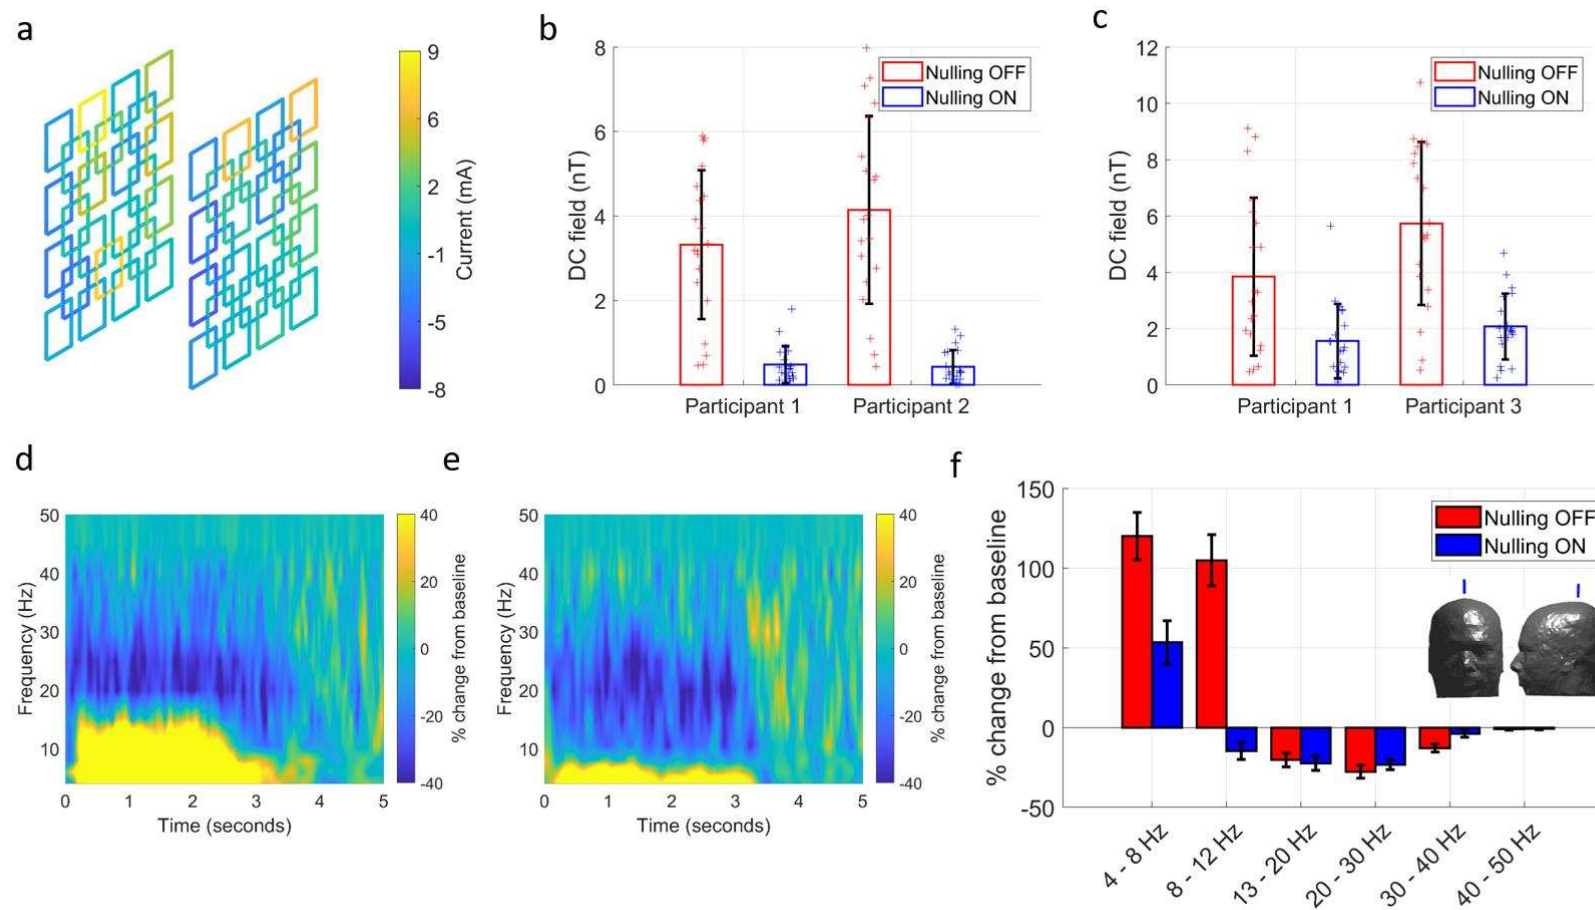 a
9
6
2
-1
-5
-8
Current (mA)
b
8
6
4
2
0
DC field (nT)
Nulling OFF
Nulling ON
Participant 1
Participant 2
c
12
10
8
6
4
2
0
DC field (nT)
Nulling OFF
Nulling ON
Participant 1
Participant 3
d
50
40
30
20
10
Frequency (Hz)
0
1
2
3
4
5
Time (seconds)
40
20
0
-20
-40
% change from baseline
e
50
40
30
20
10
Frequency (Hz)
0
1
2
3
4
5
Time (seconds)
40
20
0
-20
-40
% change from baseline
f
150
100
50
0
-50
% change from baseline
Nulling OFF
Nulling ON
4 - 8 Hz
8 - 12 Hz
13 - 20 Hz
20 - 30 Hz
30 - 40 Hz
40 - 50 Hz